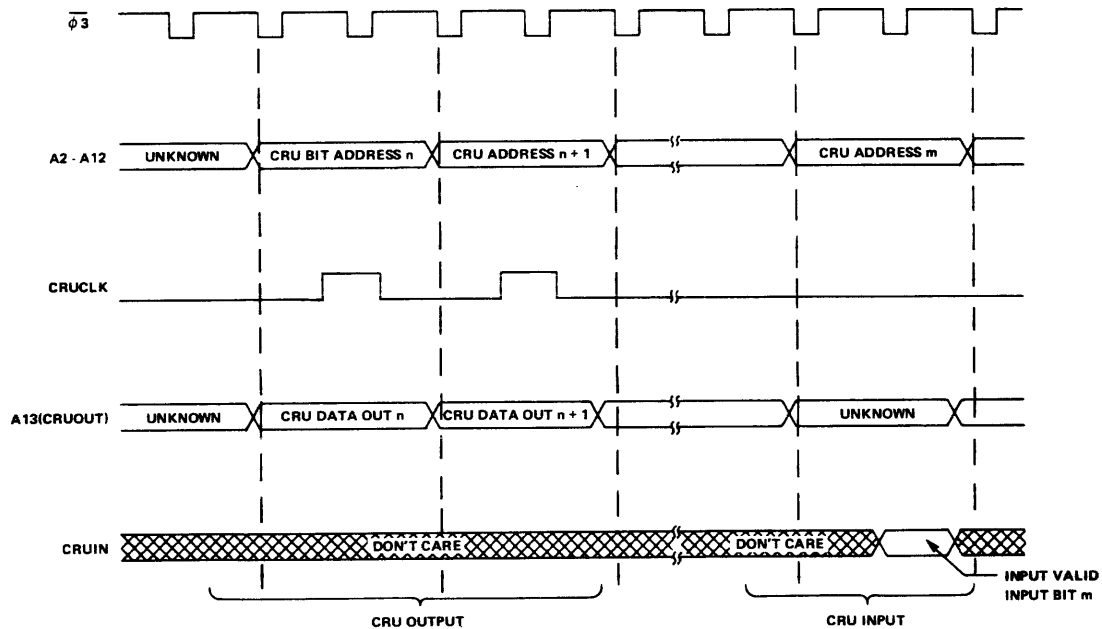 φ3
A2 - A12 UNKNOWN CRU BIT ADDRESS n CRU ADDRESS n + 1 CRU ADDRESS m
CRUCLK
A13(CRUOUT) UNKNOWN CRU DATA OUT n CRU DATA OUT n + 1 UNKNOWN
CRUIN DON'T CARE DON'T CARE
INPUT VALID
INPUT BIT m
CRU OUTPUT CRU INPUT